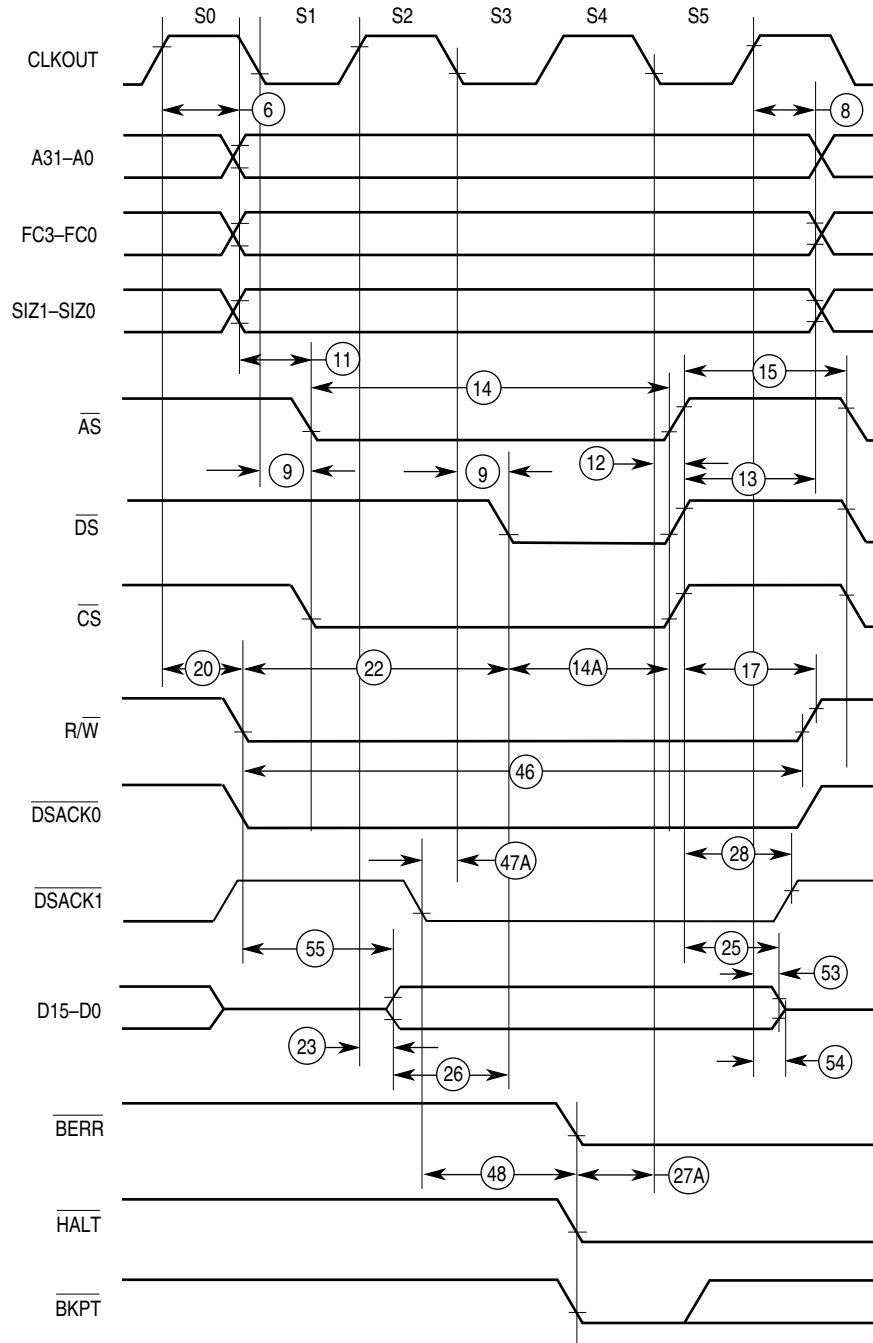 S0 S1 S2 S3 S4 S5
CLKOUT
6 8
A31–A0
FC3–FC0
SIZ1–SIZ0
11
14 15
AS
9 9 12 13
DS
CS
20 22 14A 17
R/W
46
DSACK0
47A 28
DSACK1
55 25
53
D15–D0
23 26 54
BERR
48 27A
HALT
BKPT